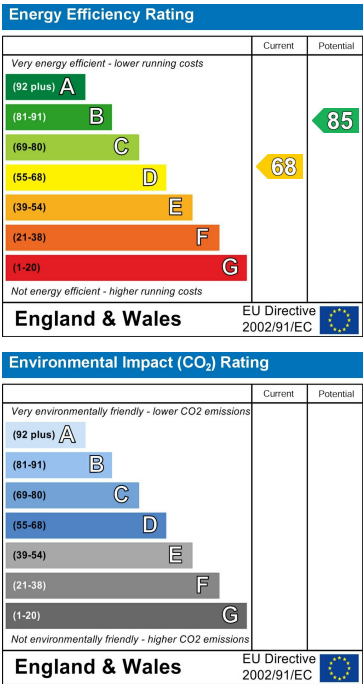 Energy Efficiency Rating
Current Potential
Very energy efficient - lower running costs
(92 plus) A
(81-91) B
(69-80) C
(55-68) D
(39-54) E
(21-38) F
(1-20) G
68
85
Not energy efficient - higher running costs
England & Wales
EU Directive
2002/91/EC
Environmental Impact (CO₂) Rating
Current Potential
Very environmentally friendly - lower CO2 emissions
(92 plus) A
(81-91) B
(69-80) C
(55-68) D
(39-54) E
(21-38) F
(1-20) G
Not environmentally friendly - higher CO2 emissions
England & Wales
EU Directive
2002/91/EC